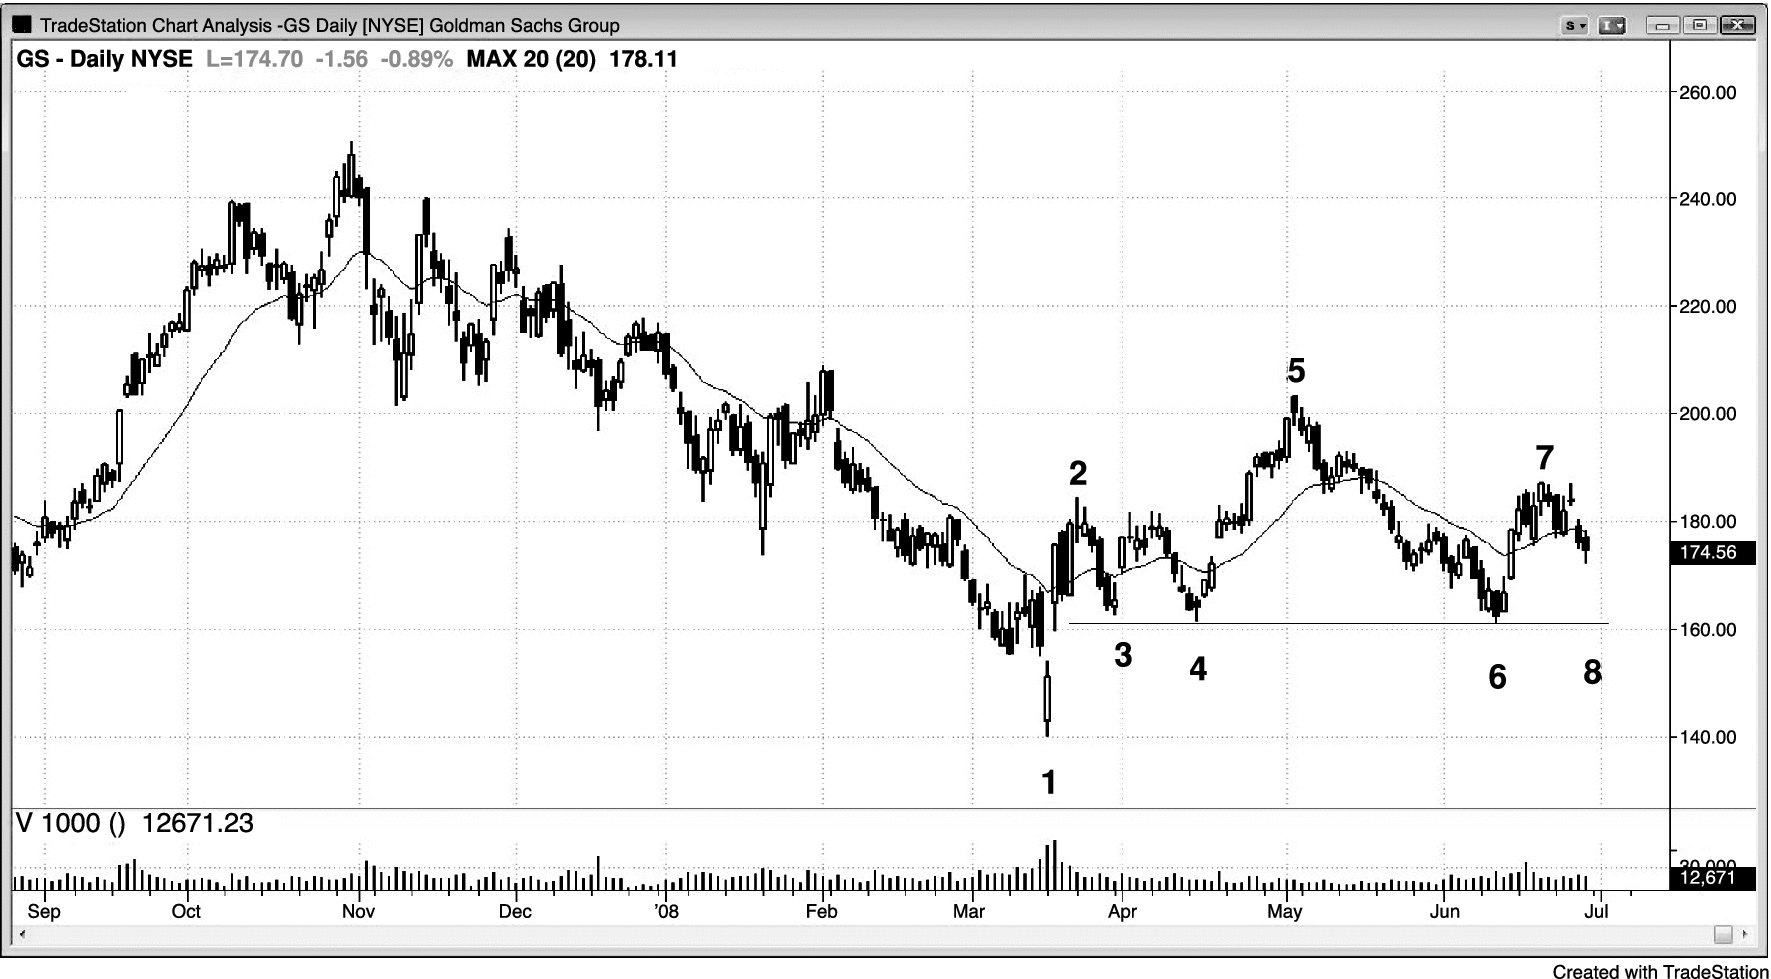 TradeStation Chart Analysis -GS Daily [NYSE] Goldman Sachs Group
S
I
GS - Daily NYSE L=174.70 -1.56 -0.89% MAX 20 (20) 178.11
260.00
240.00
220.00
5
200.00
7
2
180.00
174.56
160.00
3
4
6
8
140.00
1
V 1000 () 12671.23
30,000
12,671
Sep Oct Nov Dec '08 Feb Mar Apr May Jun Jul
Created with TradeStation